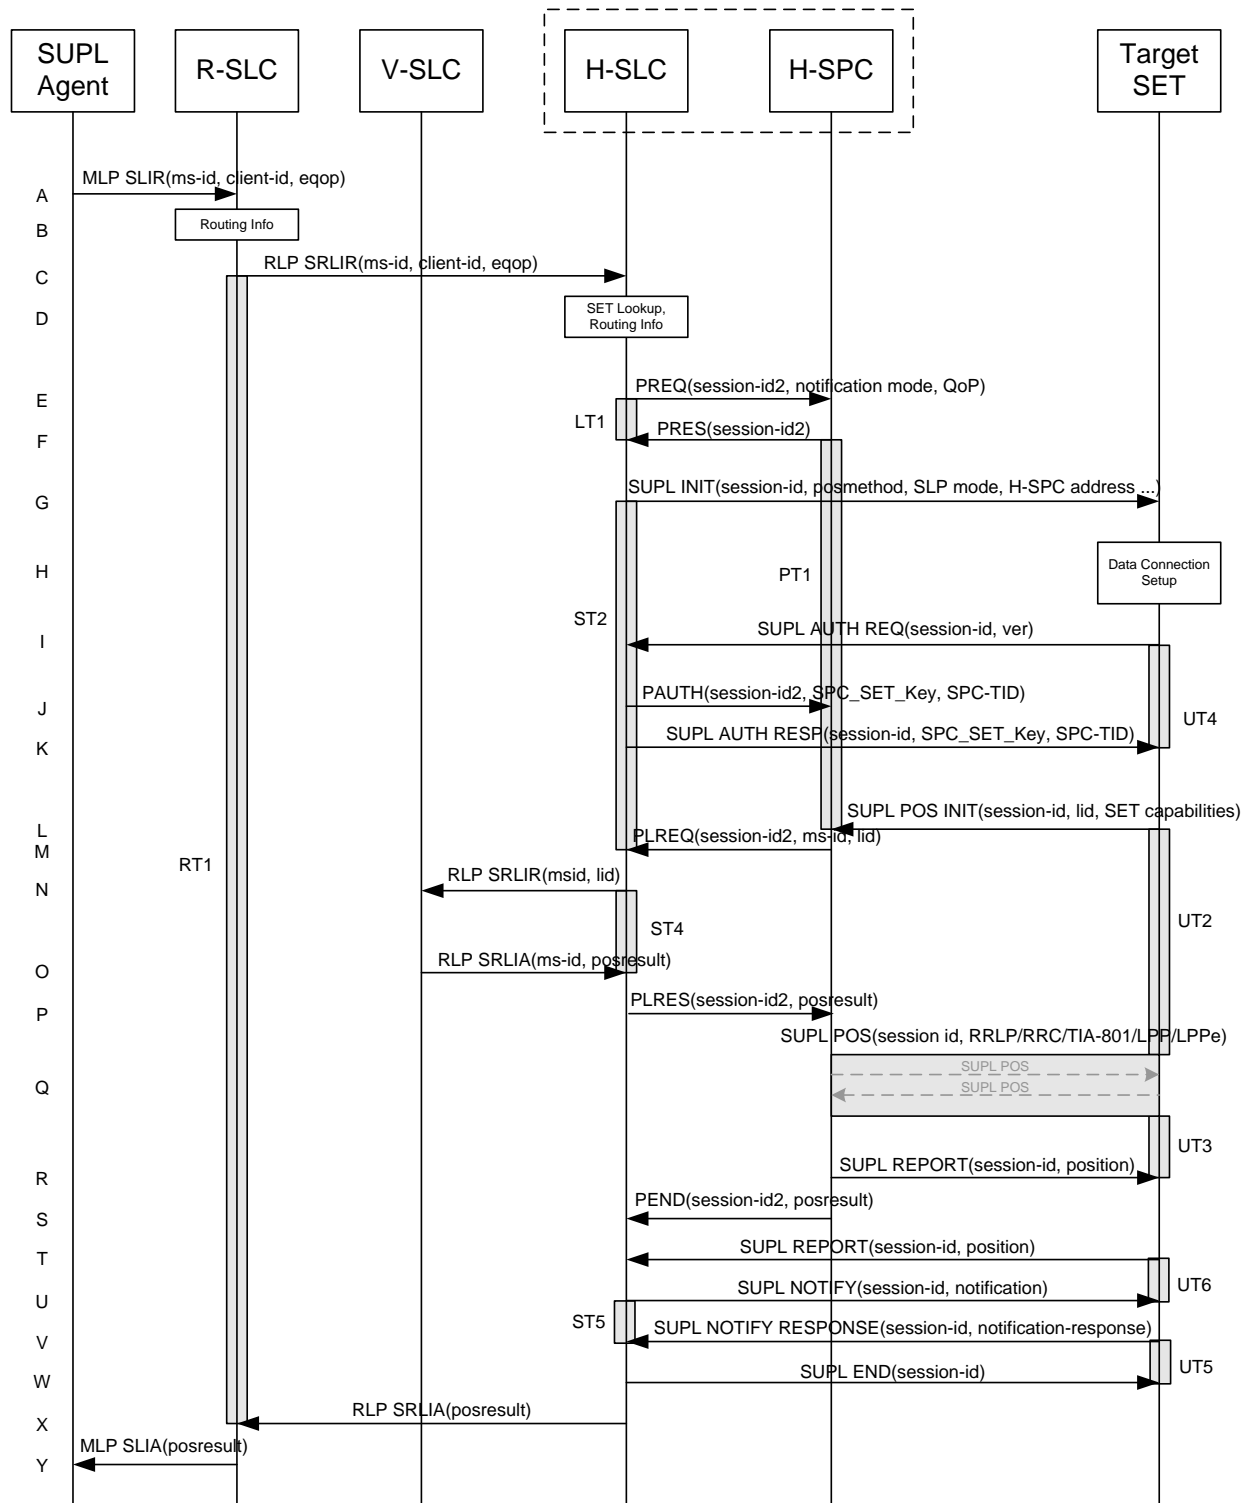 SUPL
Agent
R-SLC
V-SLC
H-SLC
H-SPC
Target
SET
A
MLP SLIR(ms-id, client-id, eqop)
B
Routing Info
C
RLP SRLIR(ms-id, client-id, eqop)
D
SET Lookup,
Routing Info
E
PREQ(session-id2, notification mode, QoP)
LT1
F
PRES(session-id2)
G
SUPL INIT(session-id, posmethod, SLP mode, H-SPC address ...)
H
PT1
Data Connection
Setup
ST2
I
SUPL AUTH REQ(session-id, ver)
J
PAUTH(session-id2, SPC_SET_Key, SPC-TID)
UT4
K
SUPL AUTH RESP(session-id, SPC_SET_Key, SPC-TID)
L
SUPL POS INIT(session-id, lid, SET capabilities)
M
PLREQ(session-id2, ms-id, lid)
RT1
N
RLP SRLIR(msid, lid)
ST4
UT2
O
RLP SRLIA(ms-id, posresult)
P
PLRES(session-id2, posresult)
SUPL POS(session id, RRLP/RRC/TIA-801/LPP/LPPe)
SUPL POS
Q
SUPL POS
UT3
R
SUPL REPORT(session-id, position)
S
PEND(session-id2, posresult)
T
SUPL REPORT(session-id, position)
UT6
U
SUPL NOTIFY(session-id, notification)
ST5
V
SUPL NOTIFY RESPONSE(session-id, notification-response)
UT5
W
SUPL END(session-id)
X
RLP SRLIA(posresult)
Y
MLP SLIA(posresult)